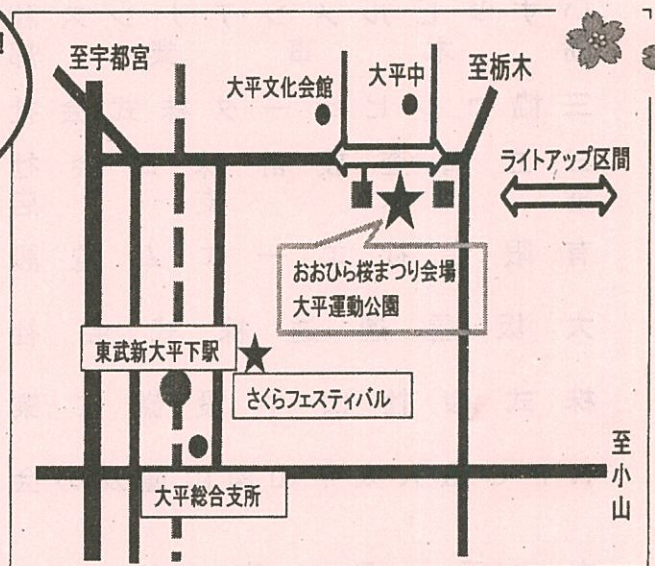 至宇都宮
大平文化会館
大平中
至栃木
ライトアップ区間
おおひら桜まつり会場
大平運動公園
東武新大平下駅
さくらフェスティバル
大平総合支所
至小山